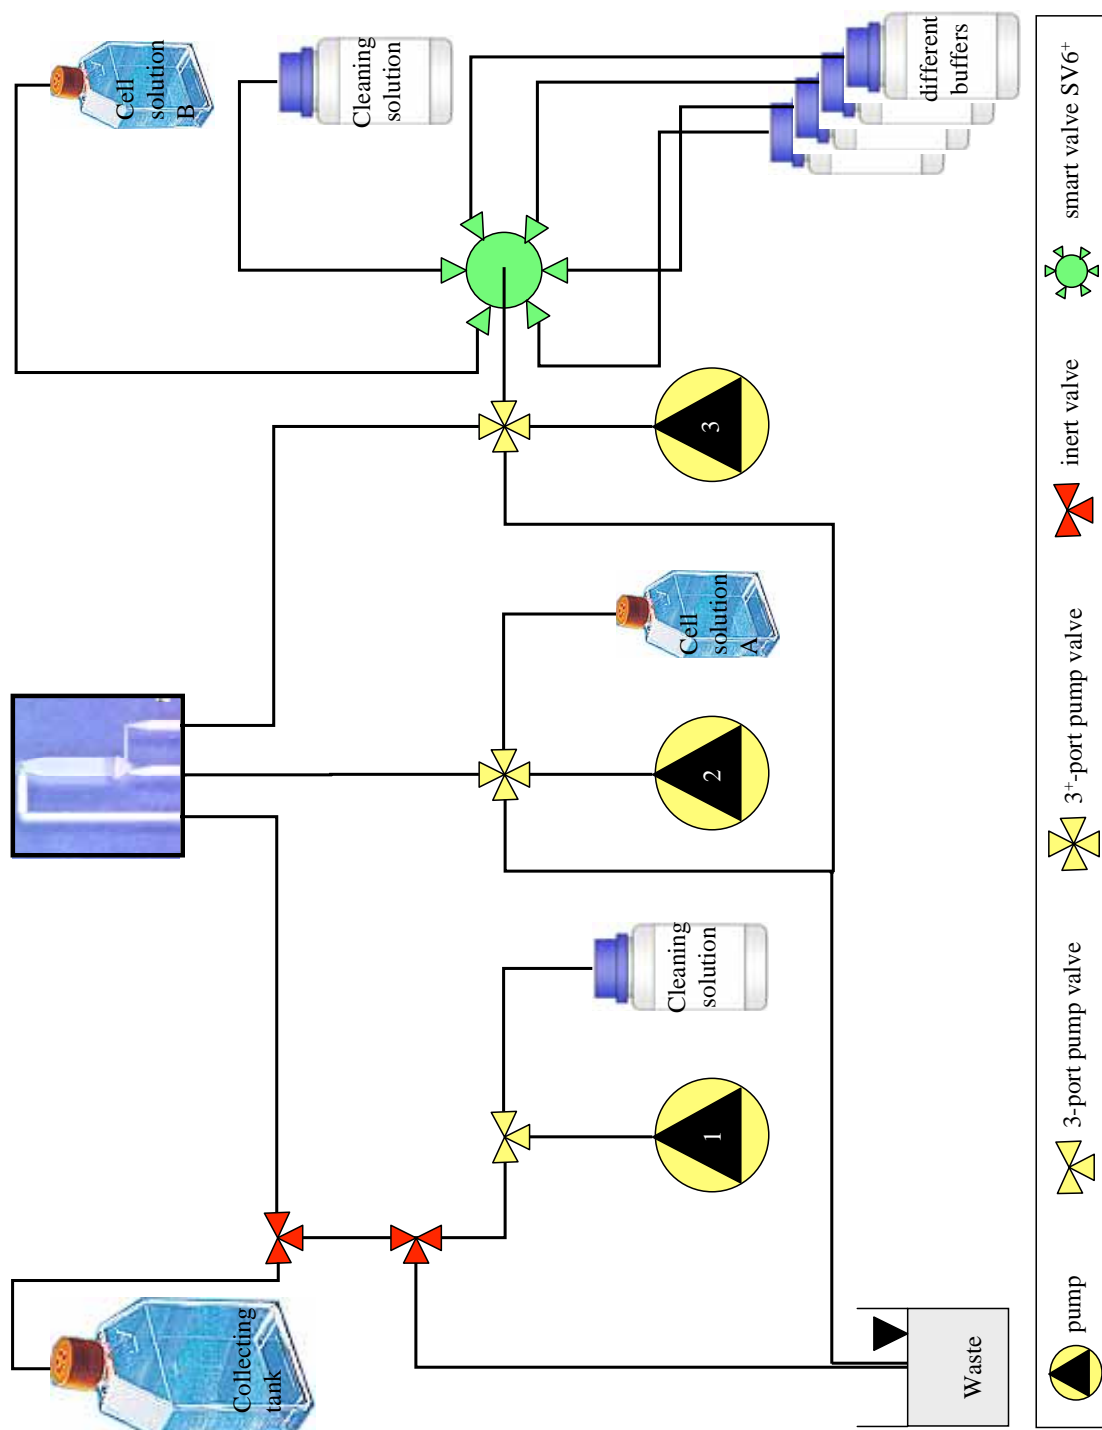 Cell
solution
B
Cleaning
solution
different
buffers
3
Cell
solution
A
2
Cleaning
solution
1
Collecting
tank
Waste
pump
3-port pump valve
3⁺-port pump valve
inert valve
smart valve SV6⁺